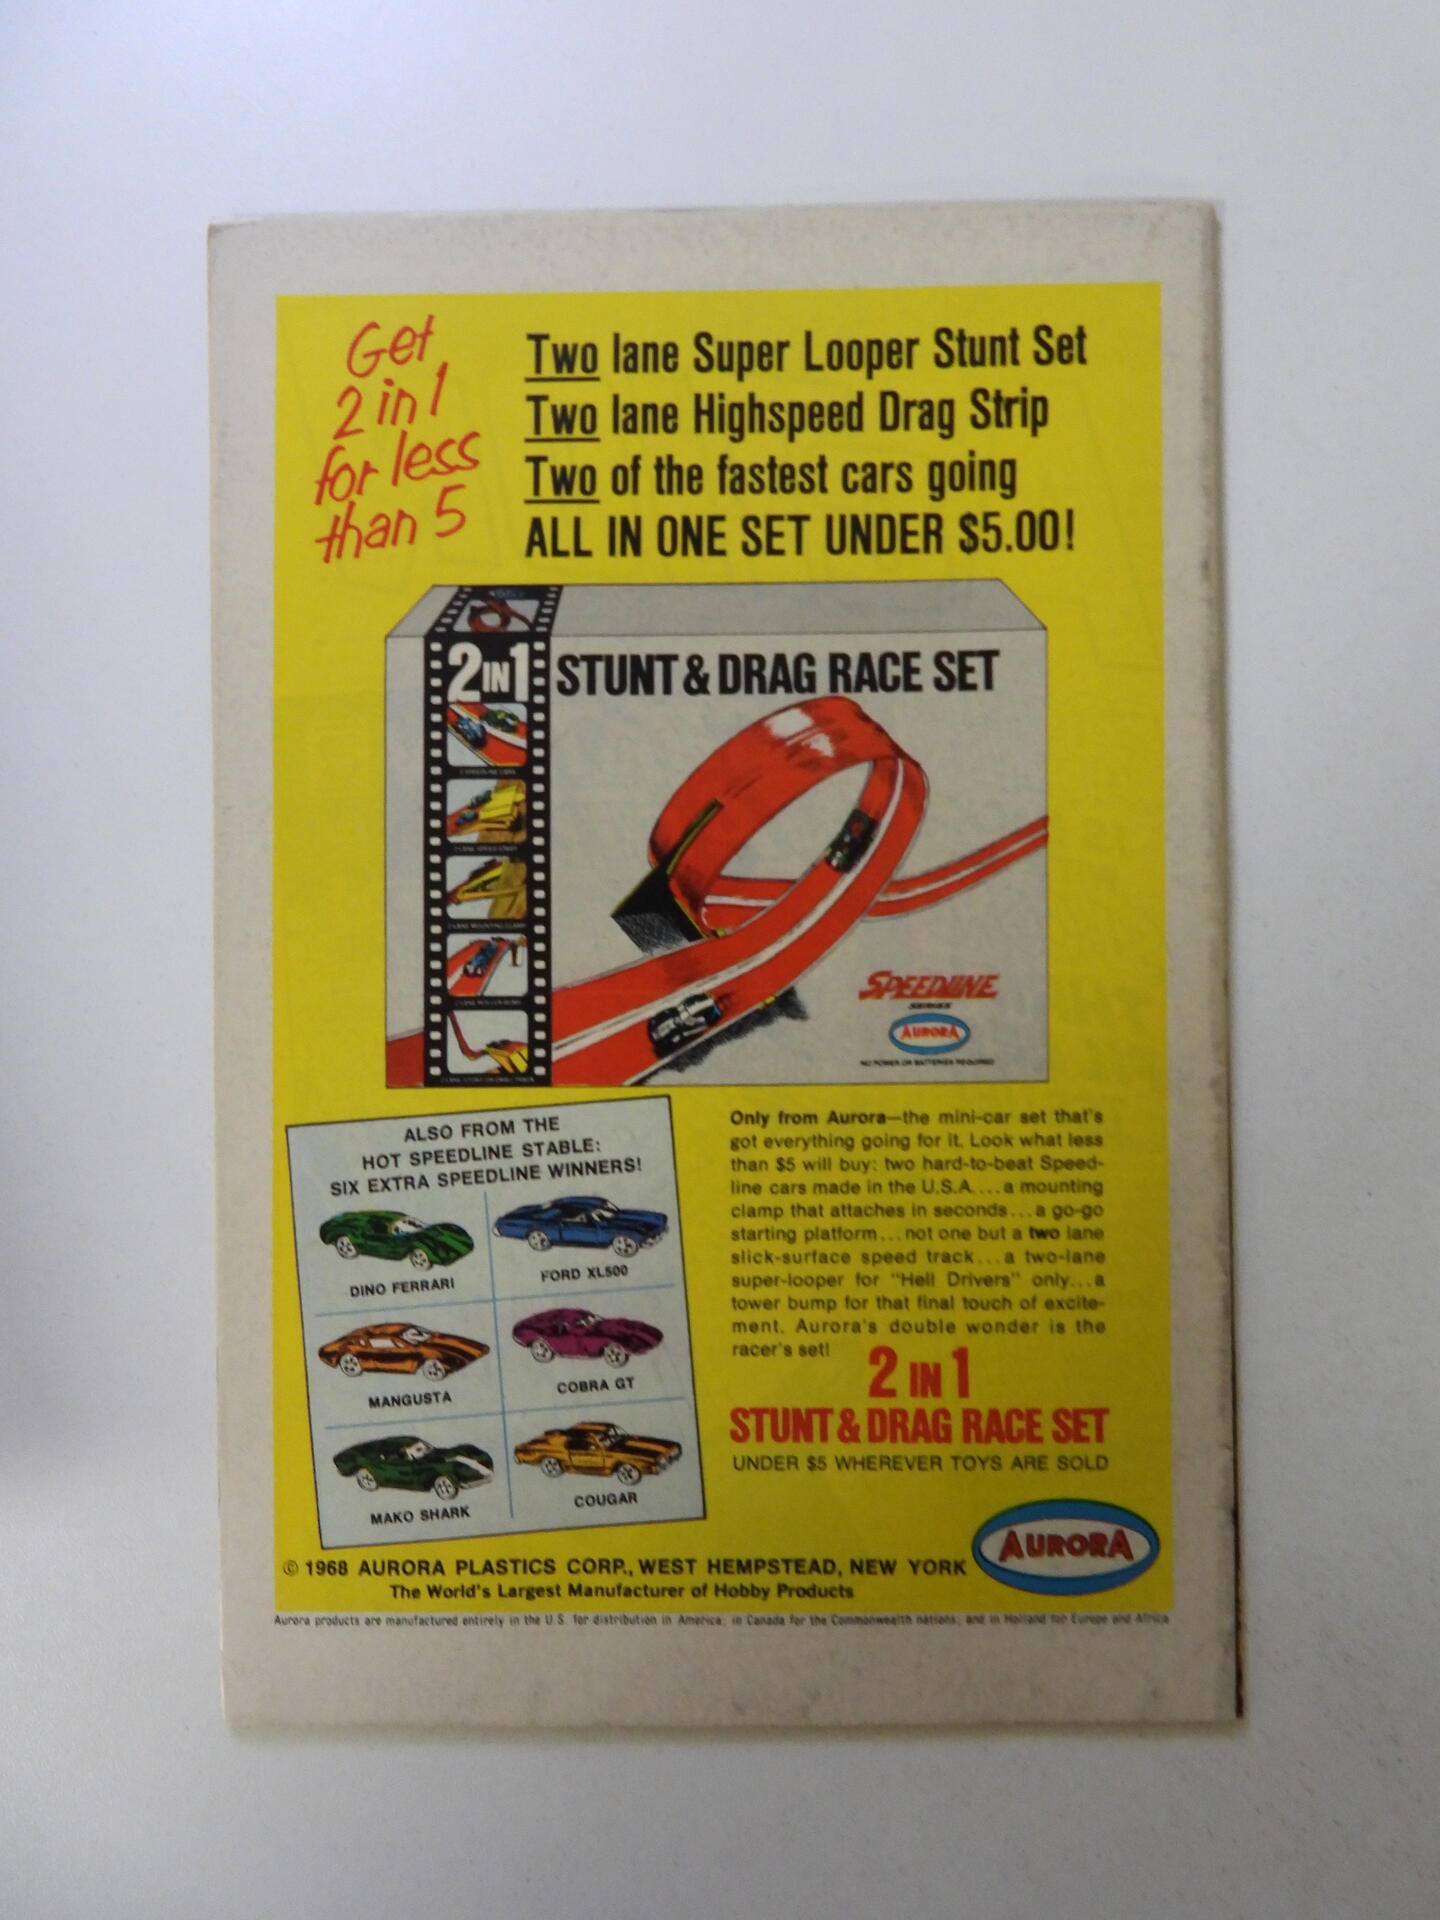 Get
2 in 1
for less
than 5
Two lane Super Looper Stunt Set
Two lane Highspeed Drag Strip
Two of the fastest cars going
ALL IN ONE SET UNDER $5.00!
2 IN 1 STUNT & DRAG RACE SET
SPEEDLINE
SERIES
AURORA
NO POWER OR BATTERIES REQUIRED
ALSO FROM THE
HOT SPEEDLINE STABLE:
SIX EXTRA SPEEDLINE WINNERS!
DINO FERRARI
FORD XL500
MANGUSTA
COBRA GT
MAKO SHARK
COUGAR
Only from Aurora—the mini-car set that's
got everything going for it. Look what less
than $5 will buy: two hard-to-beat Speed-
line cars made in the U.S.A....a mounting
clamp that attaches in seconds...a go-go
starting platform...not one but a two lane
slick-surface speed track...a two-lane
super-looper for "Hell Drivers" only...a
tower bump for that final touch of excite-
ment. Aurora's double wonder is the
racer's set!
2 IN 1
STUNT & DRAG RACE SET
UNDER $5 WHEREVER TOYS ARE SOLD
© 1968 AURORA PLASTICS CORP., WEST HEMPSTEAD, NEW YORK
The World's Largest Manufacturer of Hobby Products
AURORA
Aurora products are manufactured entirely in the U.S. for distribution in America; in Canada for the Commonwealth nations; and in Holland for Europe and Africa